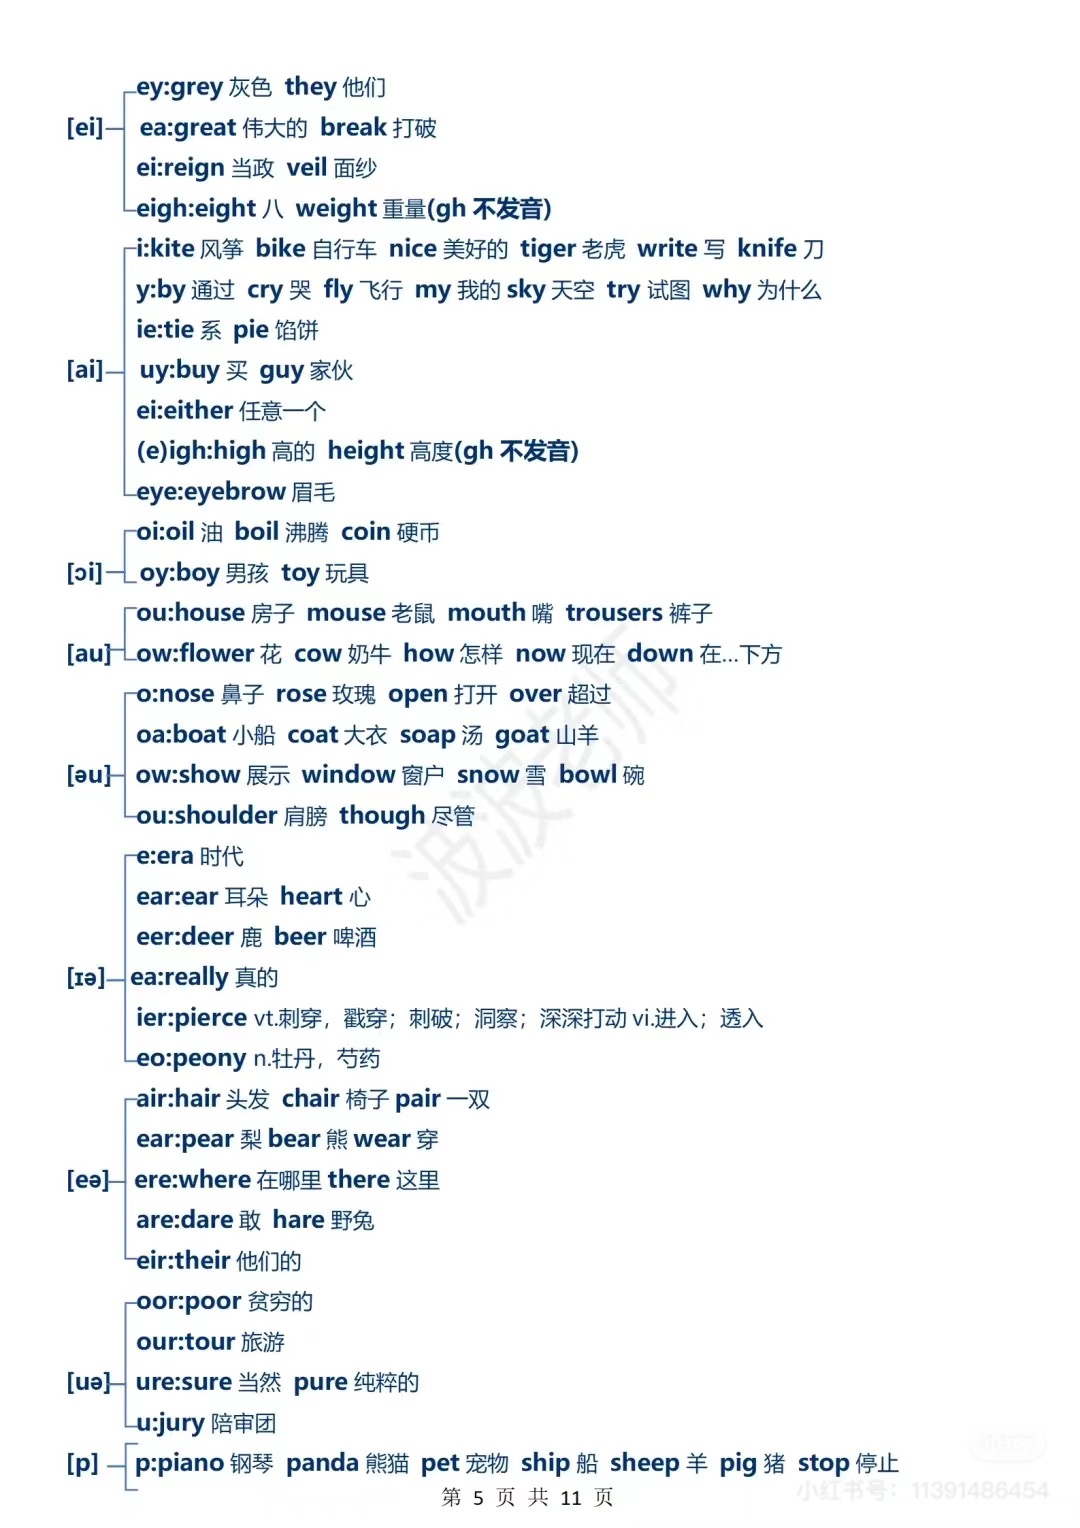 ey:grey 灰色 they 他们
[ei] ea:great 伟大的 break 打破
ei:reign 当政 veil 面纱
eigh:eight 八 weight 重量(gh 不发音)
i:kite 风筝 bike 自行车 nice 美好的 tiger 老虎 write 写 knife 刀
y:by 通过 cry 哭 fly 飞行 my 我的 sky 天空 try 试图 why 为什么
ie:tie 系 pie 馅饼
[ai] uy:buy 买 guy 家伙
ei:either 任意一个
(e)igh:high 高的 height 高度(gh 不发音)
eye:eyebrow 眉毛
oi:oil 油 boil 沸腾 coin 硬币
[ɔi] oy:boy 男孩 toy 玩具
ou:house 房子 mouse 老鼠 mouth 嘴 trousers 裤子
[au] ow:flower 花 cow 奶牛 how 怎样 now 现在 down 在...下方
o:nose 鼻子 rose 玫瑰 open 打开 over 超过
oa:boat 小船 coat 大衣 soap 汤 goat 山羊
[əu] ow:show 展示 window 窗户 snow 雪 bowl 碗
ou:shoulder 肩膀 though 尽管
e:era 时代
ear:ear 耳朵 heart 心
eer:deer 鹿 beer 啤酒
[ɪə] ea:really 真的
ier:pierce vt.刺穿，戳穿；刺破；洞察；深深打动 vi.进入；透入
eo:peony n.牡丹，芍药
air:hair 头发 chair 椅子 pair 一双
ear:pear 梨 bear 熊 wear 穿
[eə] ere:where 在哪里 there 这里
are:dare 敢 hare 野兔
eir:their 他们的
oor:poor 贫穷的
our:tour 旅游
[uə] ure:sure 当然 pure 纯粹的
u:jury 陪审团
[p] p:piano 钢琴 panda 熊猫 pet 宠物 ship 船 sheep 羊 pig 猪 stop 停止
第 5 页 共 11 页
波波老师
小红书
小红书号：11391486454